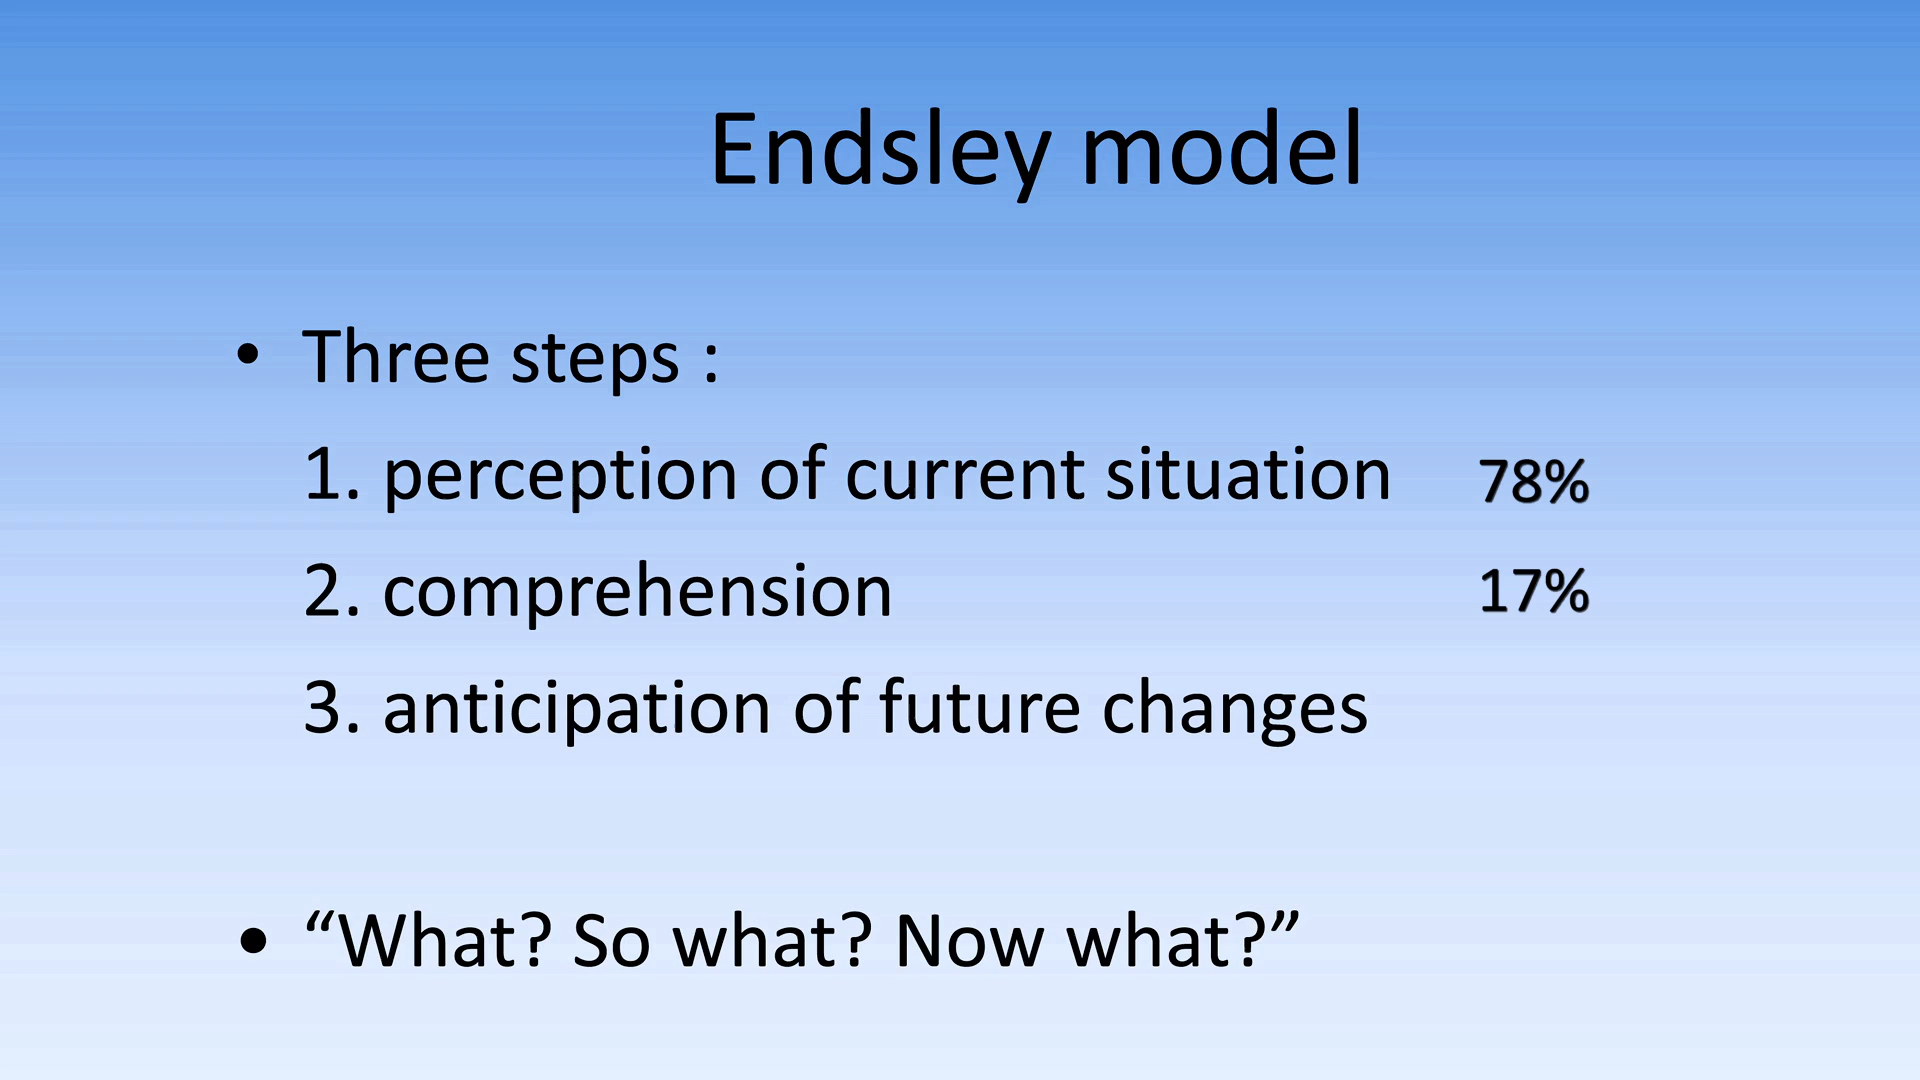 Endsley model
• Three steps :
1. perception of current situation 78%
2. comprehension 17%
3. anticipation of future changes
• “What? So what? Now what?”